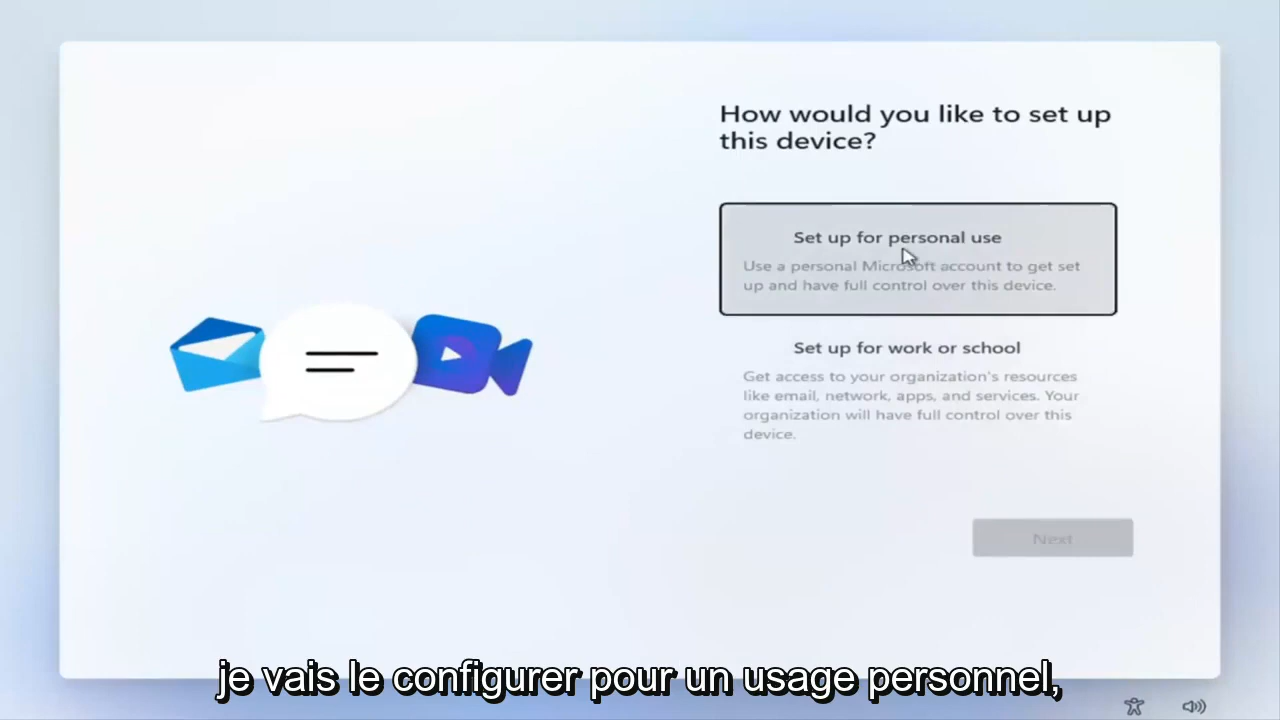 How would you like to set up
this device?
Set up for personal use
Use a personal Microsoft account to get set
up and have full control over this device.
Set up for work or school
Get access to your organization's resources
like email, network, apps, and services. Your
organization will have full control over this
device.
Next
je vais le configurer pour un usage personnel,